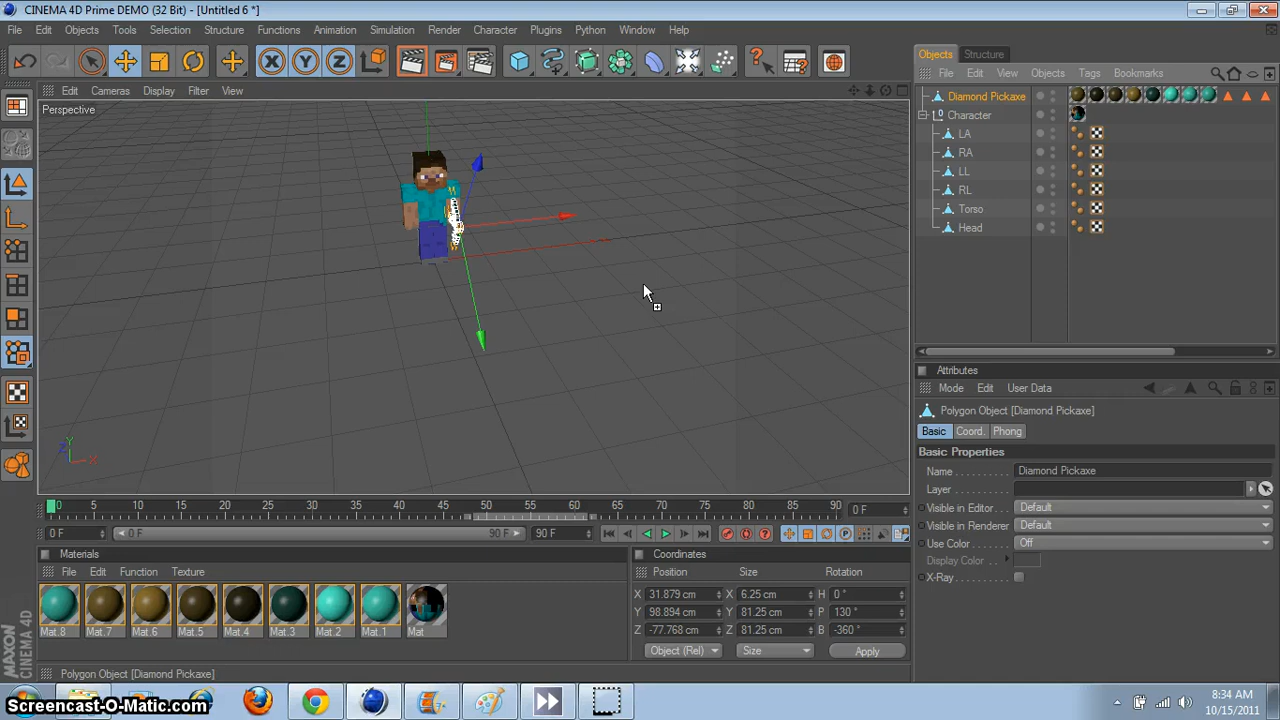 CINEMA 4D Prime DEMO (32 Bit) - [Untitled 6 *]
File Edit Objects Tools Selection Structure Functions Animation Simulation Render Character Plugins Python Window Help
Edit Cameras Display Filter View
Perspective
Y
Z
X
0 5 10 15 20 25 30 35 40 45 50 55 60 65 70 75 80 85 90 0 F
0 F 0 F 90 F 90 F
Materials
File Edit Function Texture
Mat.8 Mat.7 Mat.6 Mat.5 Mat.4 Mat.3 Mat.2 Mat.1 Mat
Coordinates
Position Size Rotation
X 31.879 cm X 6.25 cm H 0 °
Y 98.894 cm Y 81.25 cm P 130 °
Z -77.768 cm Z 81.25 cm B -360 °
Object (Rel) Size Apply
Objects Structure
File Edit View Objects Tags Bookmarks
Diamond Pickaxe
Character
LA
RA
LL
RL
Torso
Head
Attributes
Mode Edit User Data
Polygon Object [Diamond Pickaxe]
Basic Coord. Phong
Basic Properties
Name Diamond Pickaxe
Layer
Visible in Editor Default
Visible in Renderer Default
Use Color Off
Display Color
X-Ray
MAXON
CINEMA 4D
Polygon Object [Diamond Pickaxe]
Screencast-O-Matic.com
8:34 AM
10/15/2011